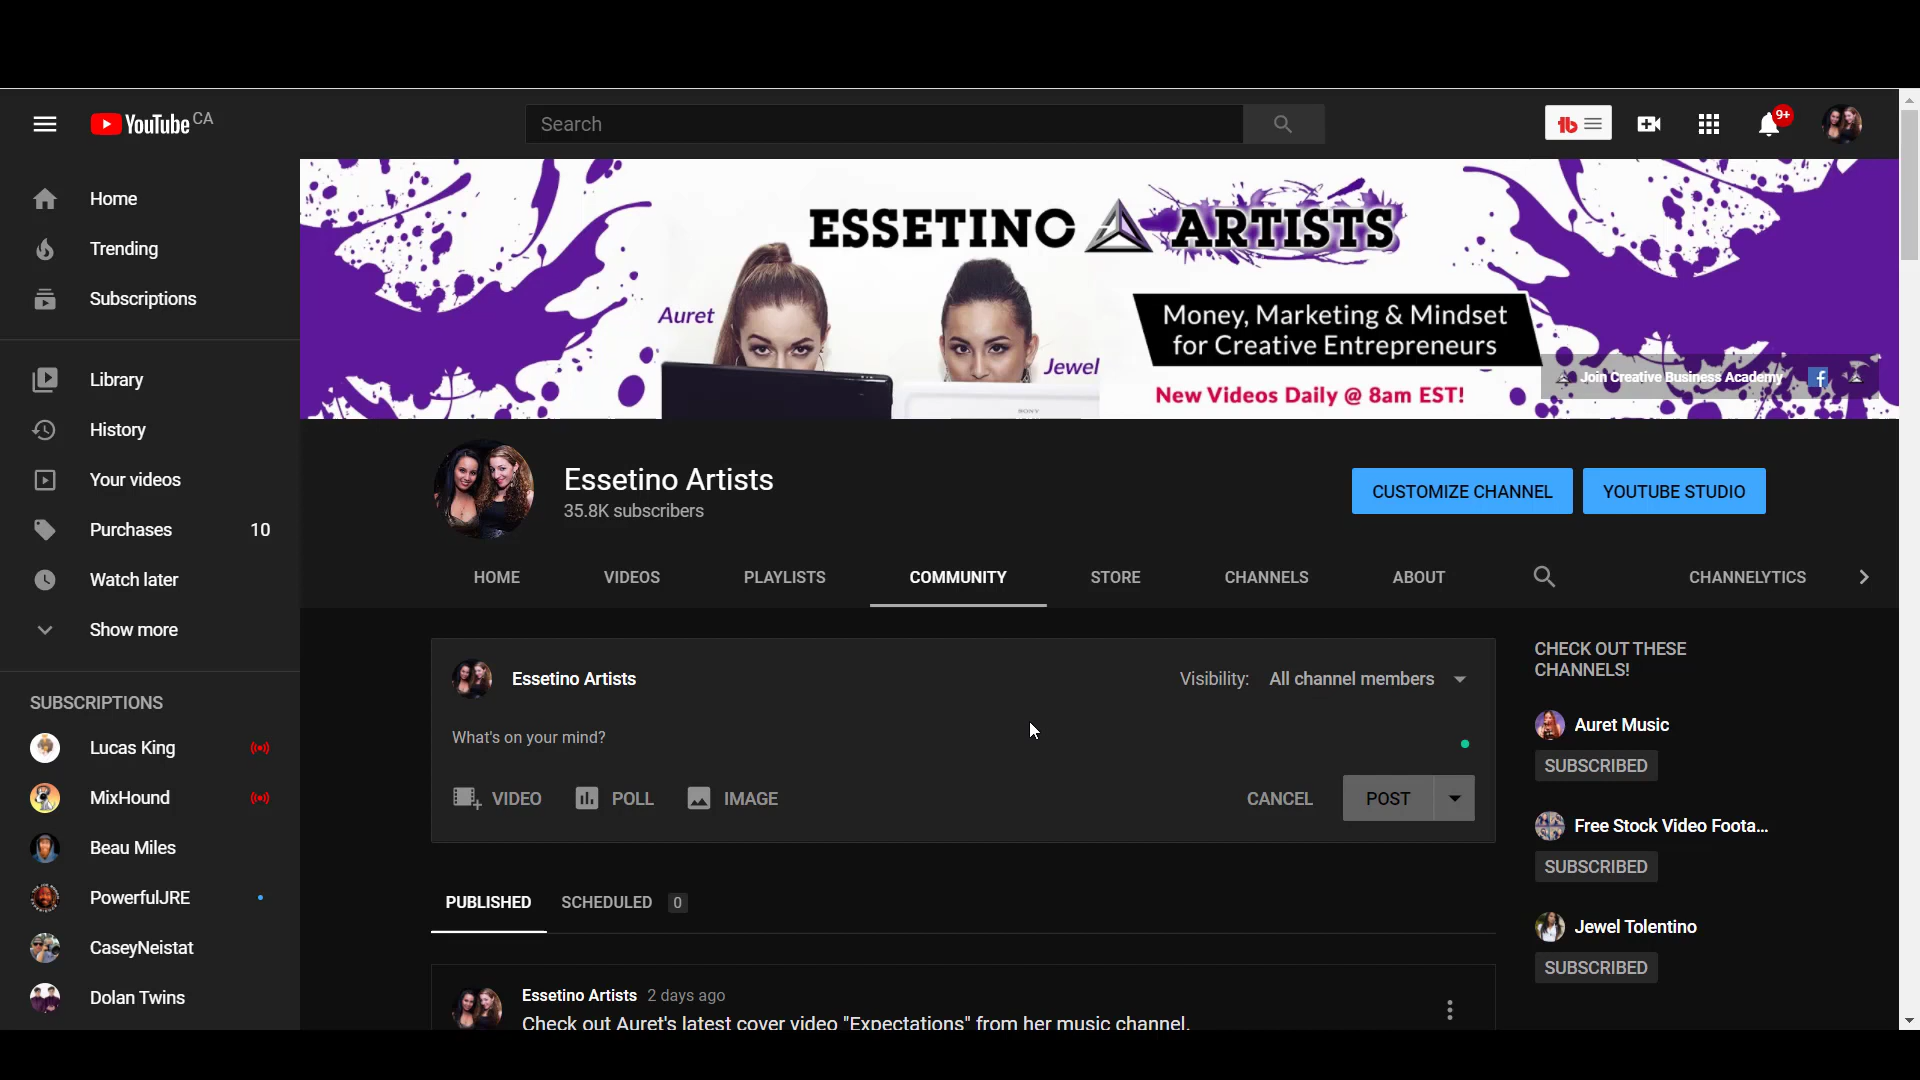 YouTube CA
Search
9+
Home
Trending
Subscriptions
Library
History
Your videos
Purchases 10
Watch later
Show more
SUBSCRIPTIONS
Lucas King
MixHound
Beau Miles
PowerfulJRE
CaseyNeistat
Dolan Twins
ESSETINO ARTISTS
Auret
Jewel
SONY
Money, Marketing & Mindset
for Creative Entrepreneurs
New Videos Daily @ 8am EST!
Join Creative Business Academy
Essetino Artists
35.8K subscribers
CUSTOMIZE CHANNEL YOUTUBE STUDIO
HOME VIDEOS PLAYLISTS COMMUNITY STORE CHANNELS ABOUT CHANNELYTICS
Essetino Artists Visibility: All channel members
What's on your mind?
VIDEO POLL IMAGE CANCEL POST
PUBLISHED SCHEDULED 0
Essetino Artists 2 days ago
Check out Auret's latest cover video "Expectations" from her music channel.
CHECK OUT THESE
CHANNELS!
Auret Music
SUBSCRIBED
Free Stock Video Foota...
SUBSCRIBED
Jewel Tolentino
SUBSCRIBED